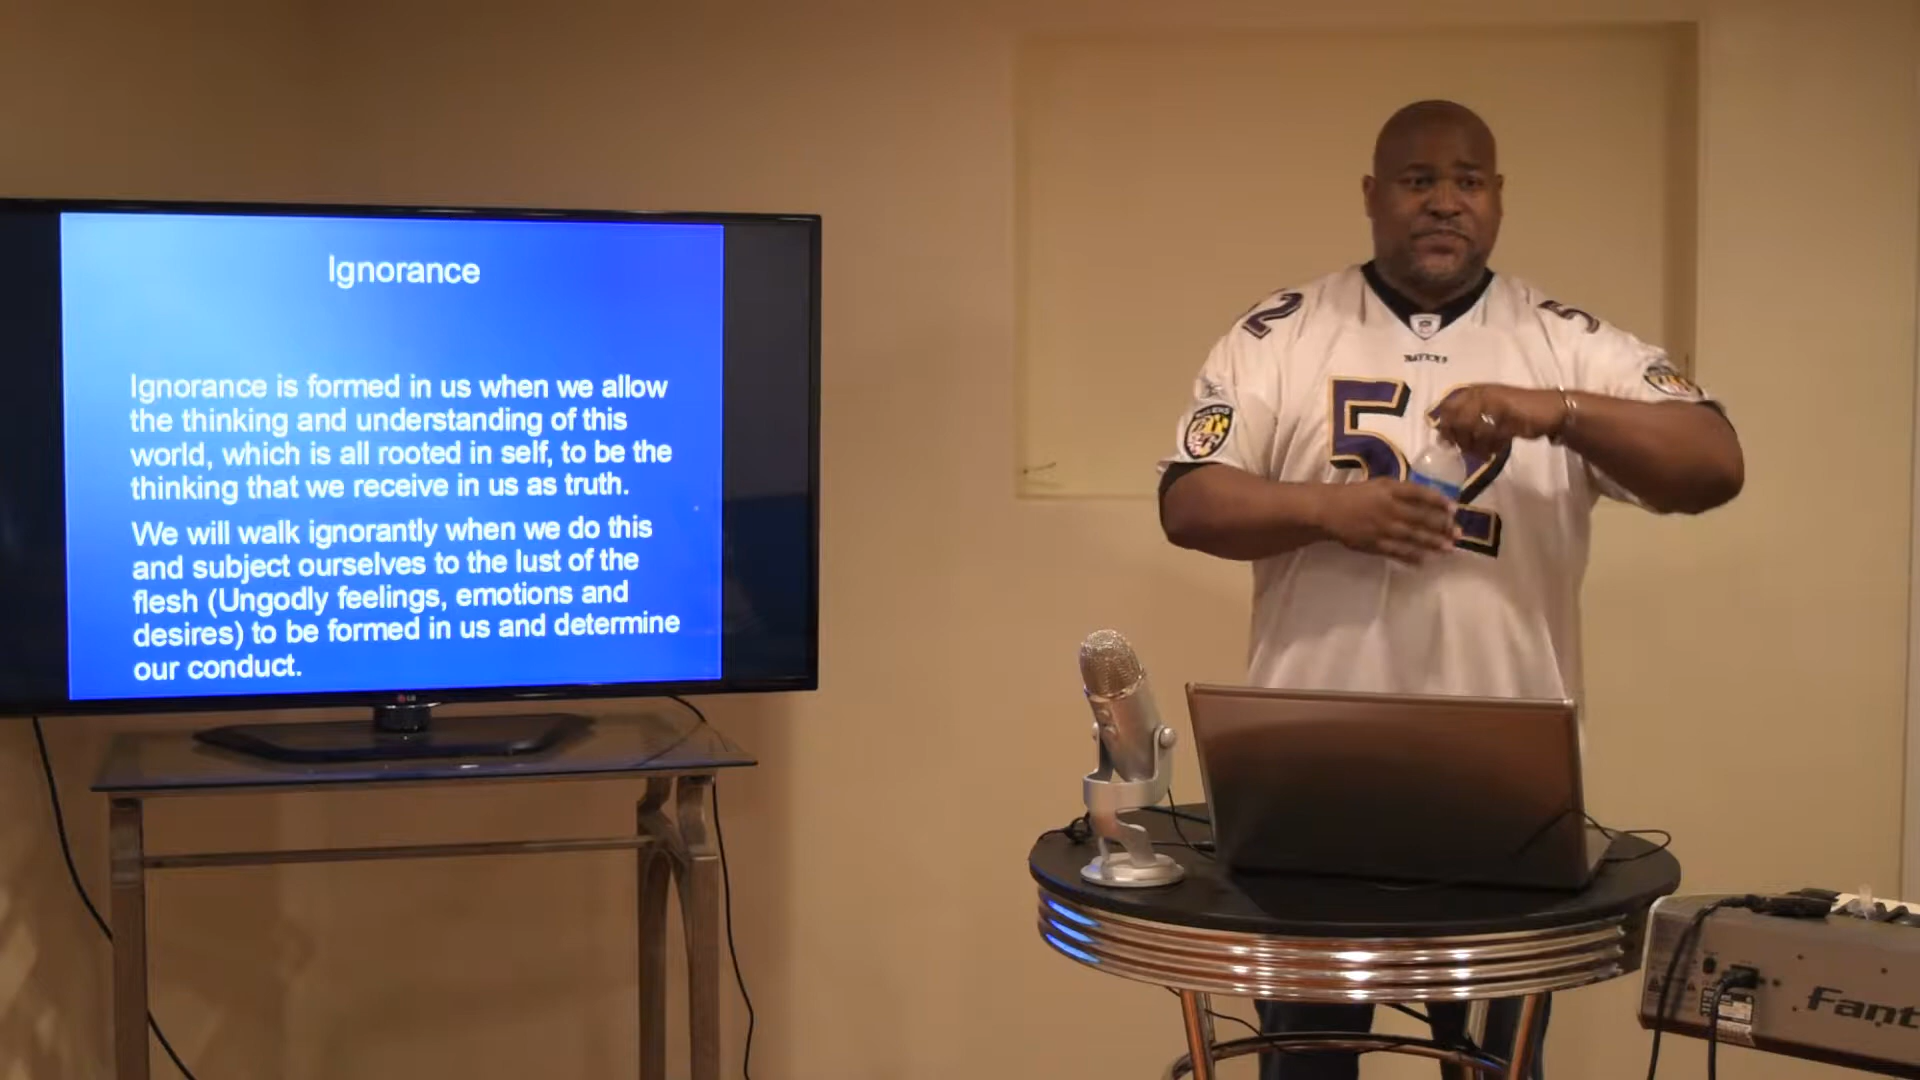 Ignorance
Ignorance is formed in us when we allow
the thinking and understanding of this
world, which is all rooted in self, to be the
thinking that we receive in us as truth.
We will walk ignorantly when we do this
and subject ourselves to the lust of the
flesh (Ungodly feelings, emotions and
desires) to be formed in us and determine
our conduct.
LG
2
5
RAVENS
52
Fant